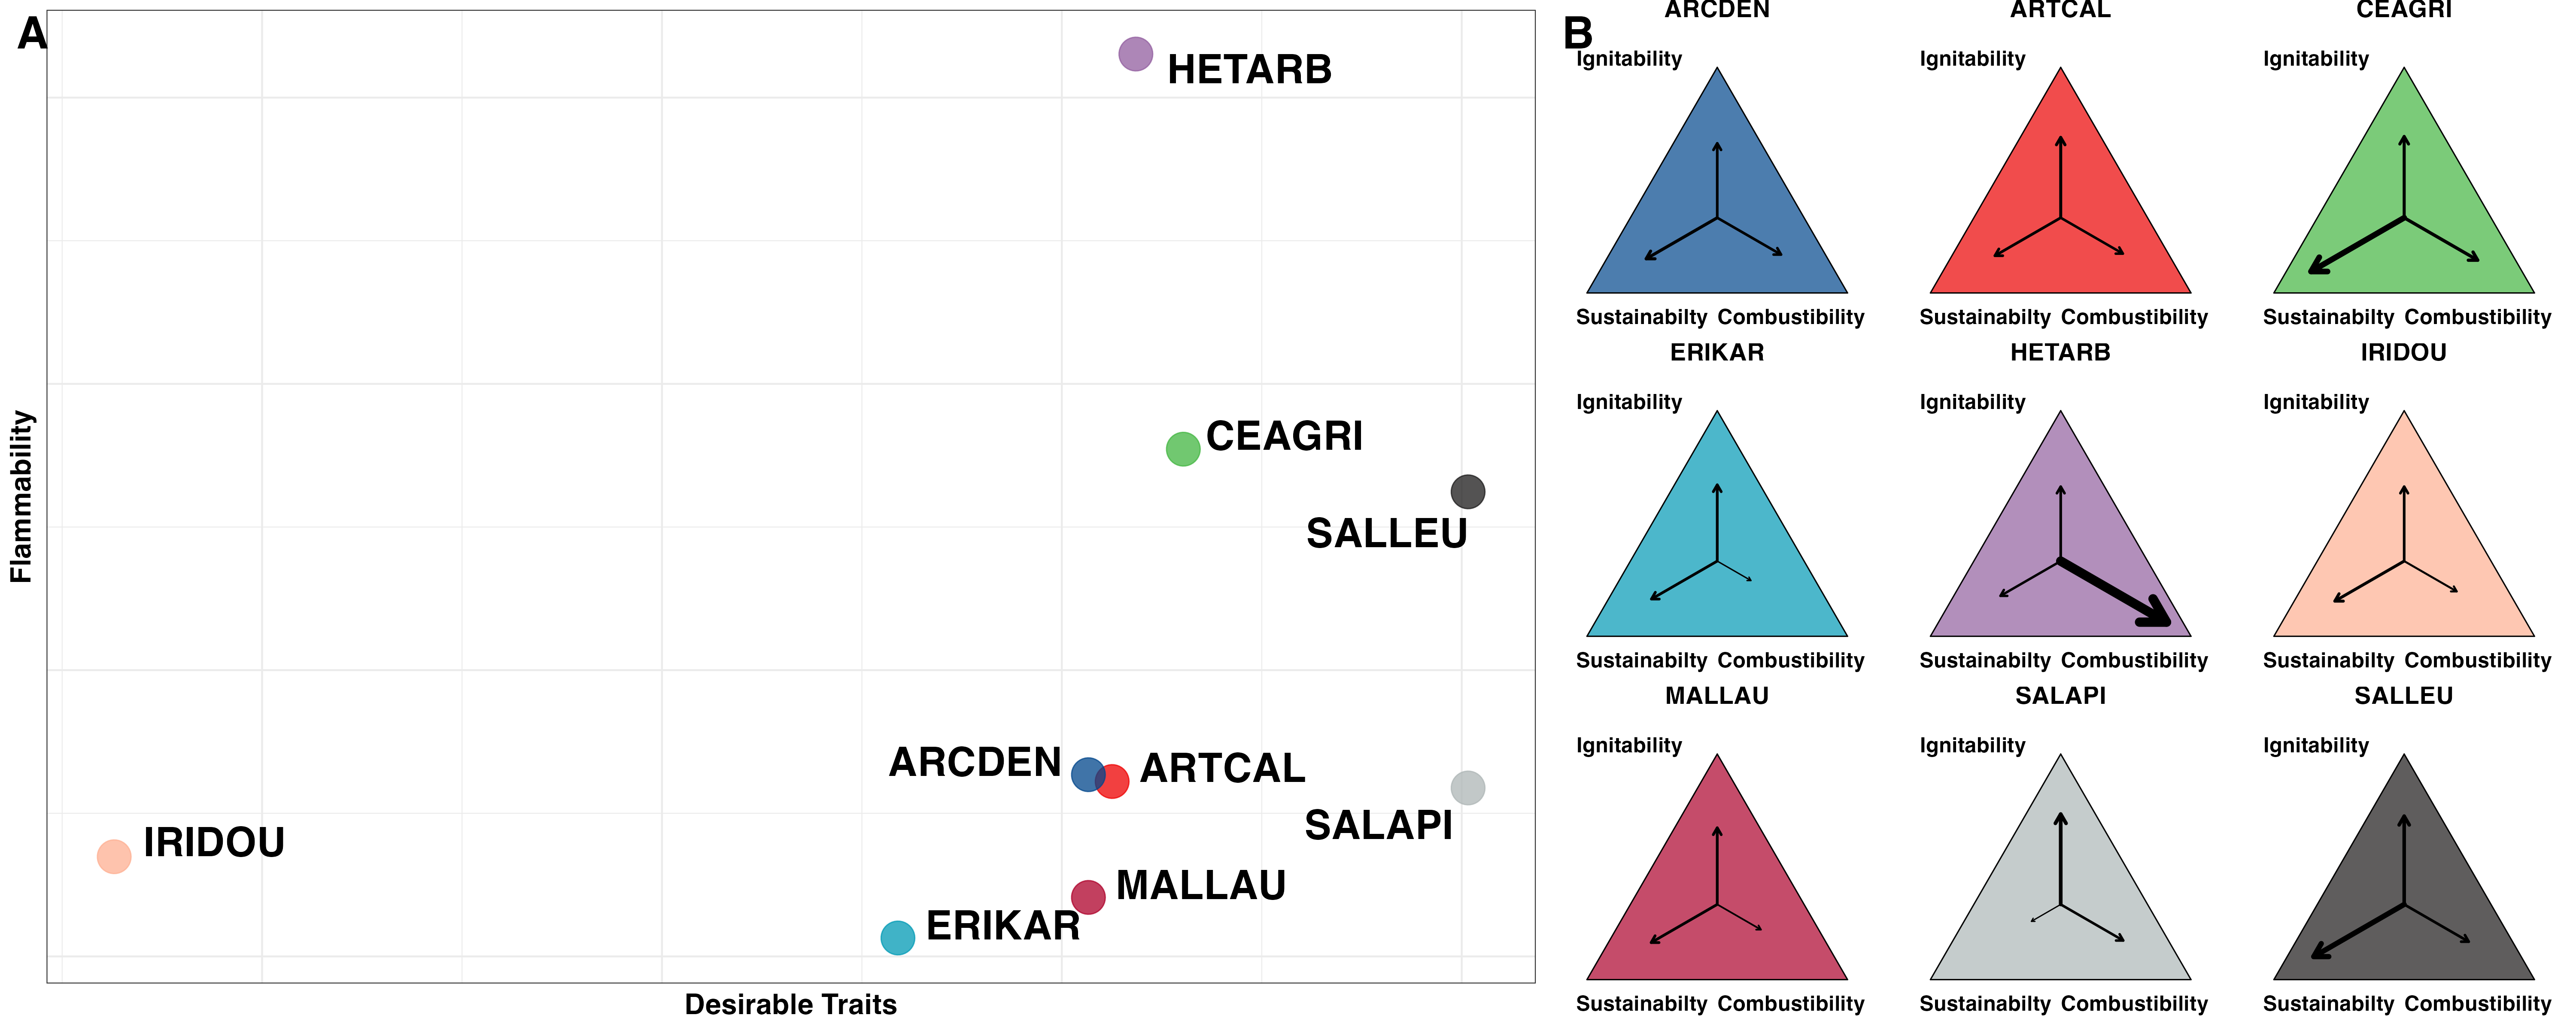 A
HETARB
CEAGRI
SALLEU
ARCDEN
ARTCAL
SALAPI
IRIDOU
MALLAU
ERIKAR
Flammability
Desirable Traits
B
ARCDEN
Ignitability
Sustainabilty Combustibility
ARTCAL
Ignitability
Sustainabilty Combustibility
CEAGRI
Ignitability
Sustainabilty Combustibility
ERIKAR
Ignitability
Sustainabilty Combustibility
HETARB
Ignitability
Sustainabilty Combustibility
IRIDOU
Ignitability
Sustainabilty Combustibility
MALLAU
Ignitability
Sustainabilty Combustibility
SALAPI
Ignitability
Sustainabilty Combustibility
SALLEU
Ignitability
Sustainabilty Combustibility